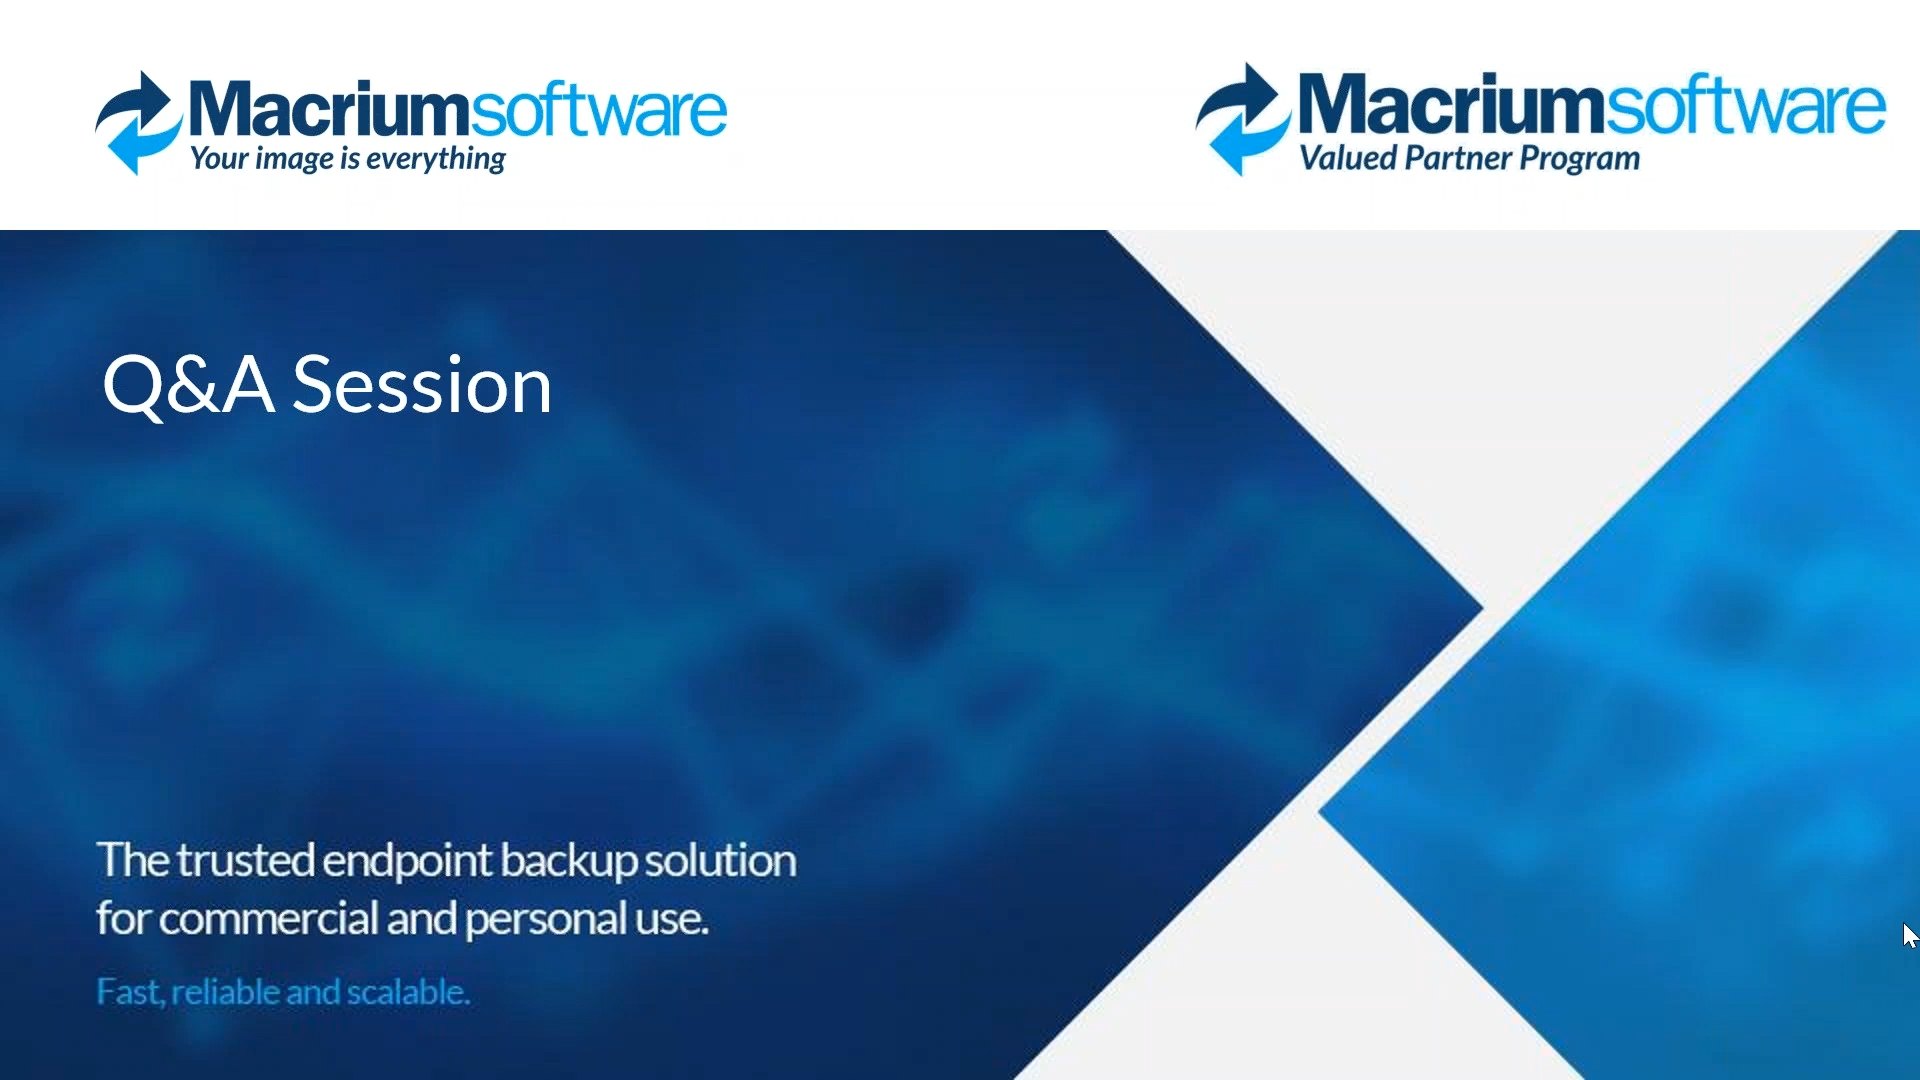 Macriumsoftware
Your image is everything
Macriumsoftware
Valued Partner Program
Q&A Session
The trusted endpoint backup solution
for commercial and personal use.
Fast, reliable and scalable.